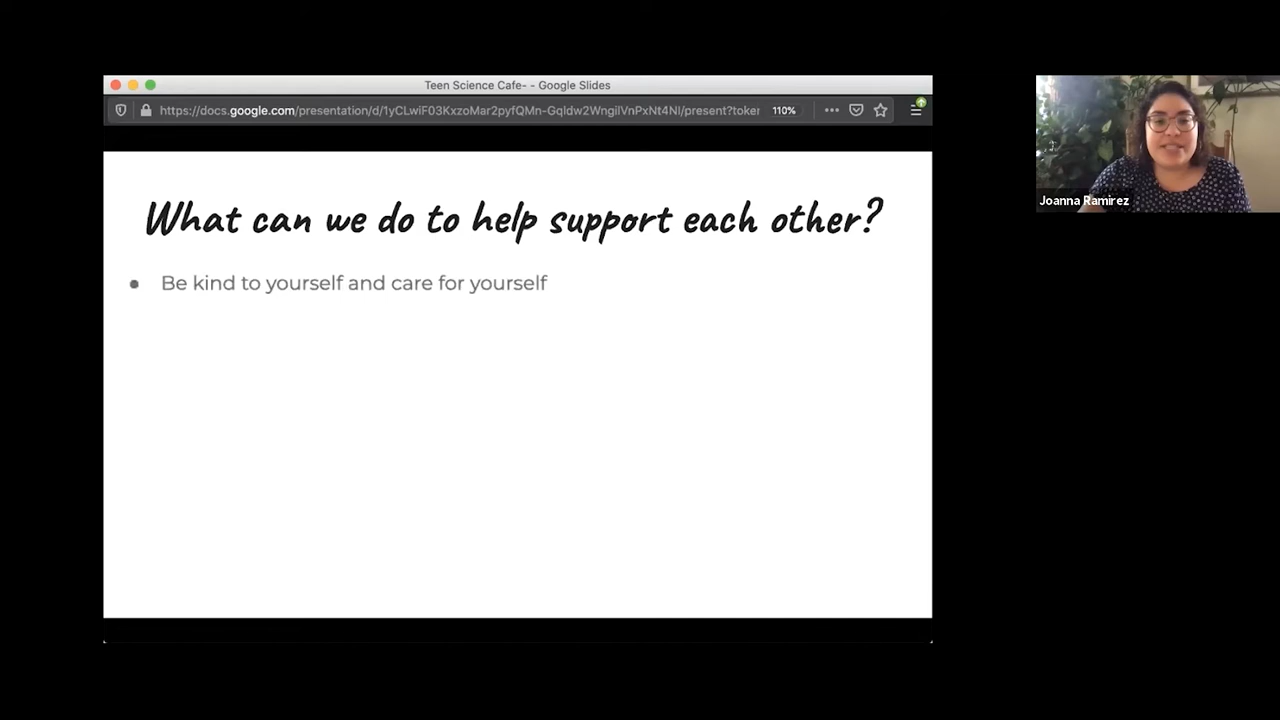 Teen Science Cafe- - Google Slides
https://docs.google.com/presentation/d/1yCLwiF03KxzoMar2pyfQMn-Gqldw2WngilVnPxNt4NI/present?toker
110%
What can we do to help support each other?
• Be kind to yourself and care for yourself
Joanna Ramirez